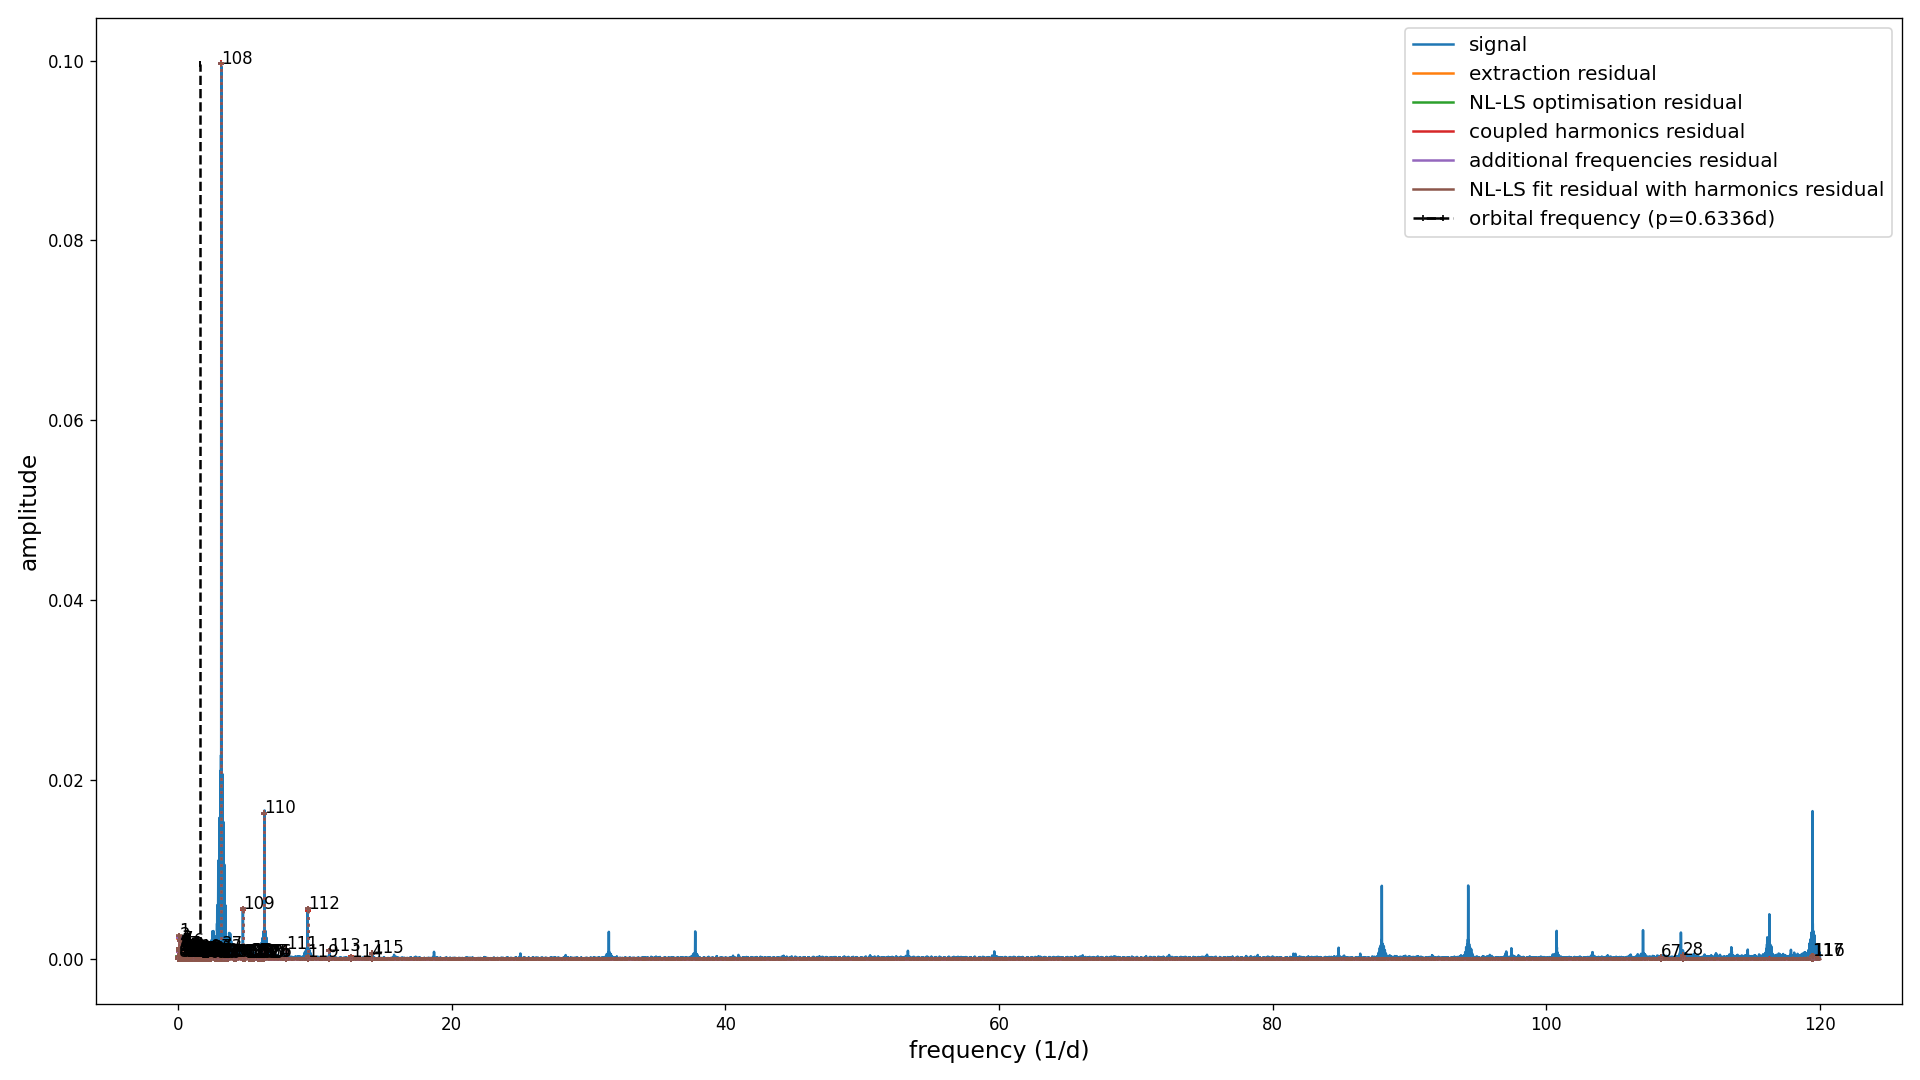 108
signal
extraction residual
NL-LS optimisation residual
coupled harmonics residual
additional frequencies residual
NL-LS fit residual with harmonics residual
orbital frequency (p=0.6336d)
0.10
0.08
0.06
0.04
0.02
0.00
amplitude
110
109
112
1
111
113
114
115
67
28
0
20
40
60
80
100
120
frequency (1/d)